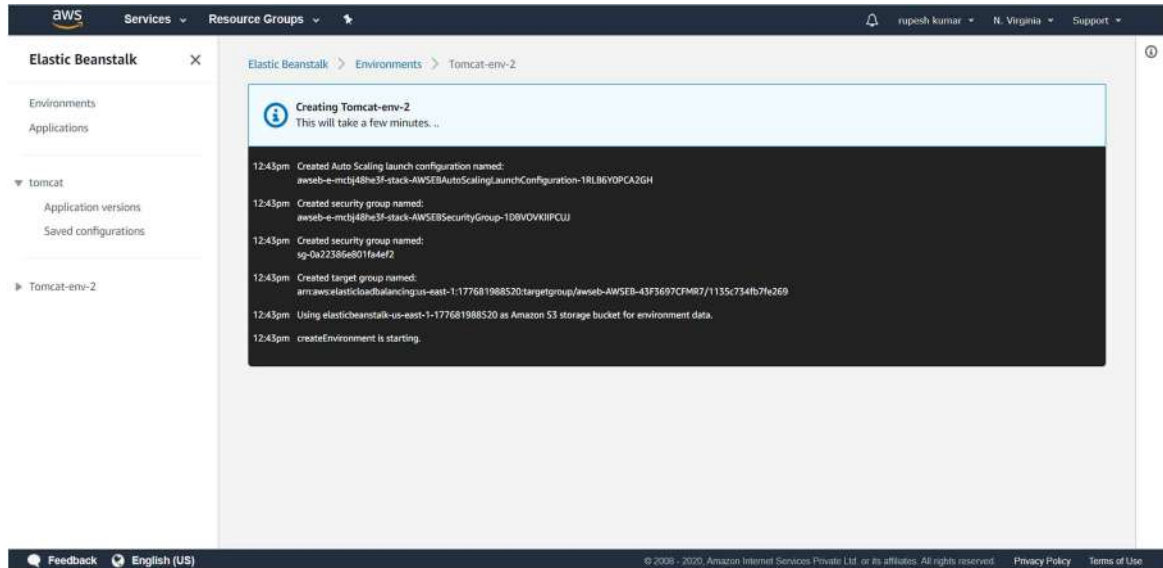 aws Services Resource Groups rupesh kumar N. Virginia Support
Elastic Beanstalk
Environments
Applications
tomcat
Application versions
Saved configurations
Tomcat-env-2
Elastic Beanstalk > Environments > Tomcat-env-2
Creating Tomcat-env-2
This will take a few minutes. ..
12:43pm Created Auto Scaling launch configuration named:
awseb-e-mcbj48he3f-stack-AWSEBAutoScalingLaunchConfiguration-1RLB6Y0PCA2GH
12:43pm Created security group named:
12:43pm Created security group named:
sg-0a22386e801fa4ef2
12:43pm Created target group named:
arn:aws:elasticloadbalancing:us-east-1:177681988520:targetgroup/awseb-AWSEB-43F3697CFMR7/1135c734fb7fe269
12:43pm Using elasticbeanstalk-us-east-1-177681988520 as Amazon S3 storage bucket for environment data.
12:43pm createEnvironment is starting.
Feedback English (US) © 2008 - 2020, Amazon Internet Services Private Ltd. or its affiliates. All rights reserved. Privacy Policy Terms of Use